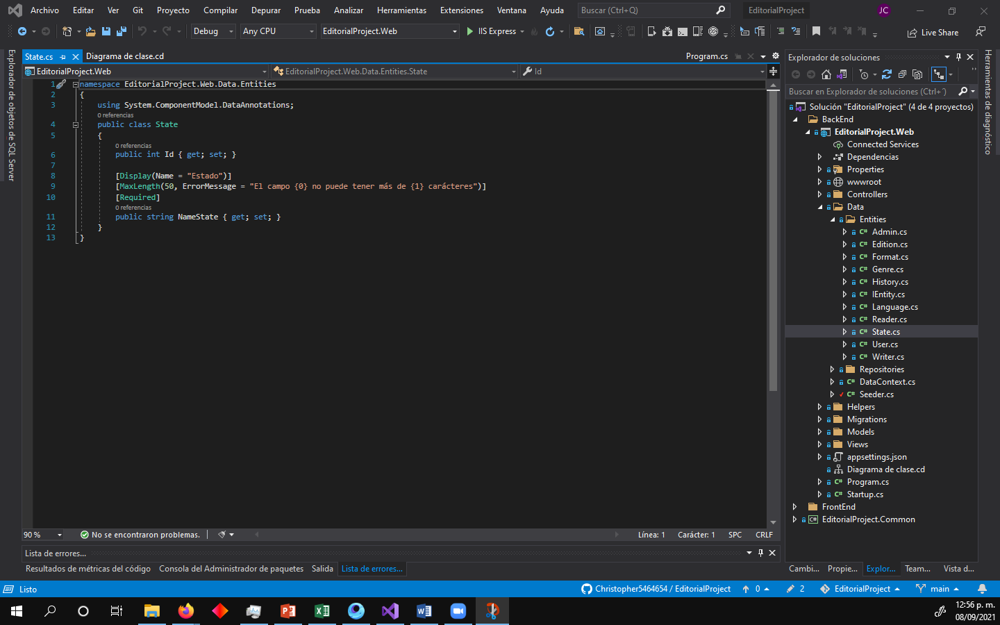 Archivo Editar Ver Git Proyecto Compilar Depurar Prueba Analizar Herramientas Extensiones Ventana Ayuda Buscar (Ctrl+Q) EditorialProject JC
Debug Any CPU EditorialProject.Web IIS Express Live Share
Explorador de objetos de SQL Server
State.cs Diagrama de clase.cd Program.cs
EditorialProject.Web EditorialProject.Web.Data.Entities.State Id
1 namespace EditorialProject.Web.Data.Entities
2 {
3 using System.ComponentModel.DataAnnotations;
0 referencias
4 public class State
5 {
0 referencias
6 public int Id { get; set; }
7
8 [Display(Name = "Estado")]
9 [MaxLength(50, ErrorMessage = "El campo {0} no puede tener más de {1} carácteres")]
10 [Required]
0 referencias
11 public string NameState { get; set; }
12 }
13 }
90 % No se encontraron problemas. Línea: 1 Carácter: 1 SPC CRLF
Lista de errores...
Resultados de métricas del código Consola del Administrador de paquetes Salida Lista de errores...
Explorador de soluciones
Buscar en Explorador de soluciones (Ctrl+´)
Solución "EditorialProject" (4 de 4 proyectos)
BackEnd
EditorialProject.Web
Connected Services
Dependencias
Properties
wwwroot
Controllers
Data
Entities
C# Admin.cs
C# Edition.cs
C# Format.cs
C# Genre.cs
C# History.cs
C# IEntity.cs
C# Language.cs
C# Reader.cs
C# State.cs
C# User.cs
C# Writer.cs
Repositories
C# DataContext.cs
C# Seeder.cs
Helpers
Migrations
Models
Views
appsettings.json
Diagrama de clase.cd
C# Program.cs
C# Startup.cs
FrontEnd
C# EditorialProject.Common
Cambi... Propie... Explor... Team... Vista d...
Herramientas de diagnóstico
Listo Christopher5464654 / EditorialProject 0 2 EditorialProject main
12:56 p. m.
08/09/2021